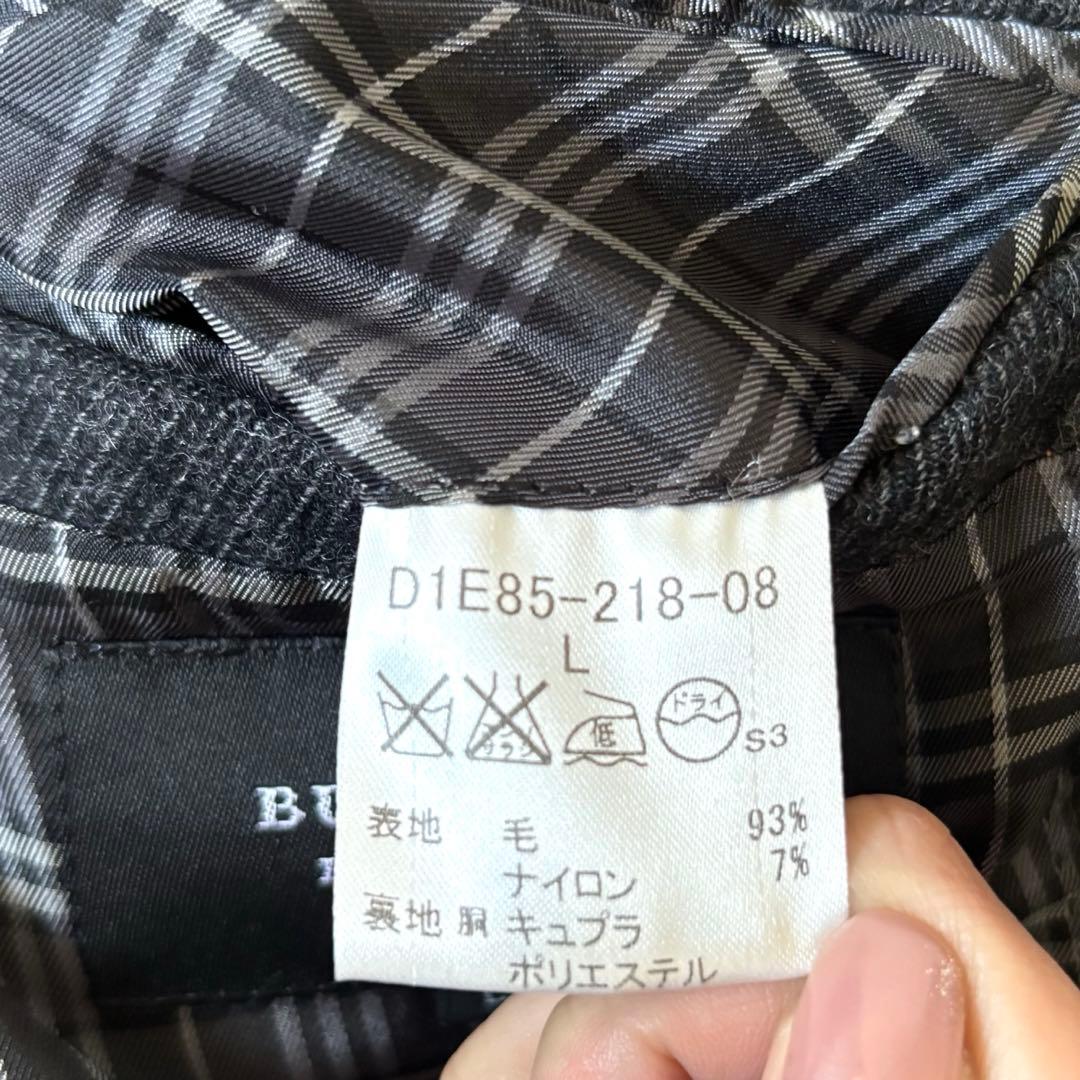 D1E85-218-08
L
低 ドライ S3
表地 毛 93%
ナイロン 7%
裏地 胴 キュプラ
ポリエステル
BU